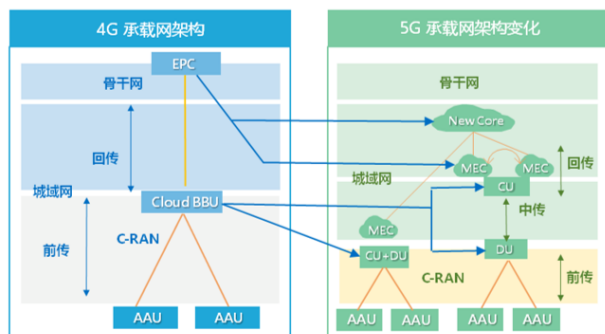 4G 承载网架构
EPC
骨干网
回传
城域网
Cloud BBU
前传
C-RAN
AAU
AAU
5G 承载网架构变化
骨干网
New Core
MEC
MEC
回传
城域网
CU
中传
MEC
CU+DU
DU
C-RAN
前传
AAU
AAU
AAU
AAU